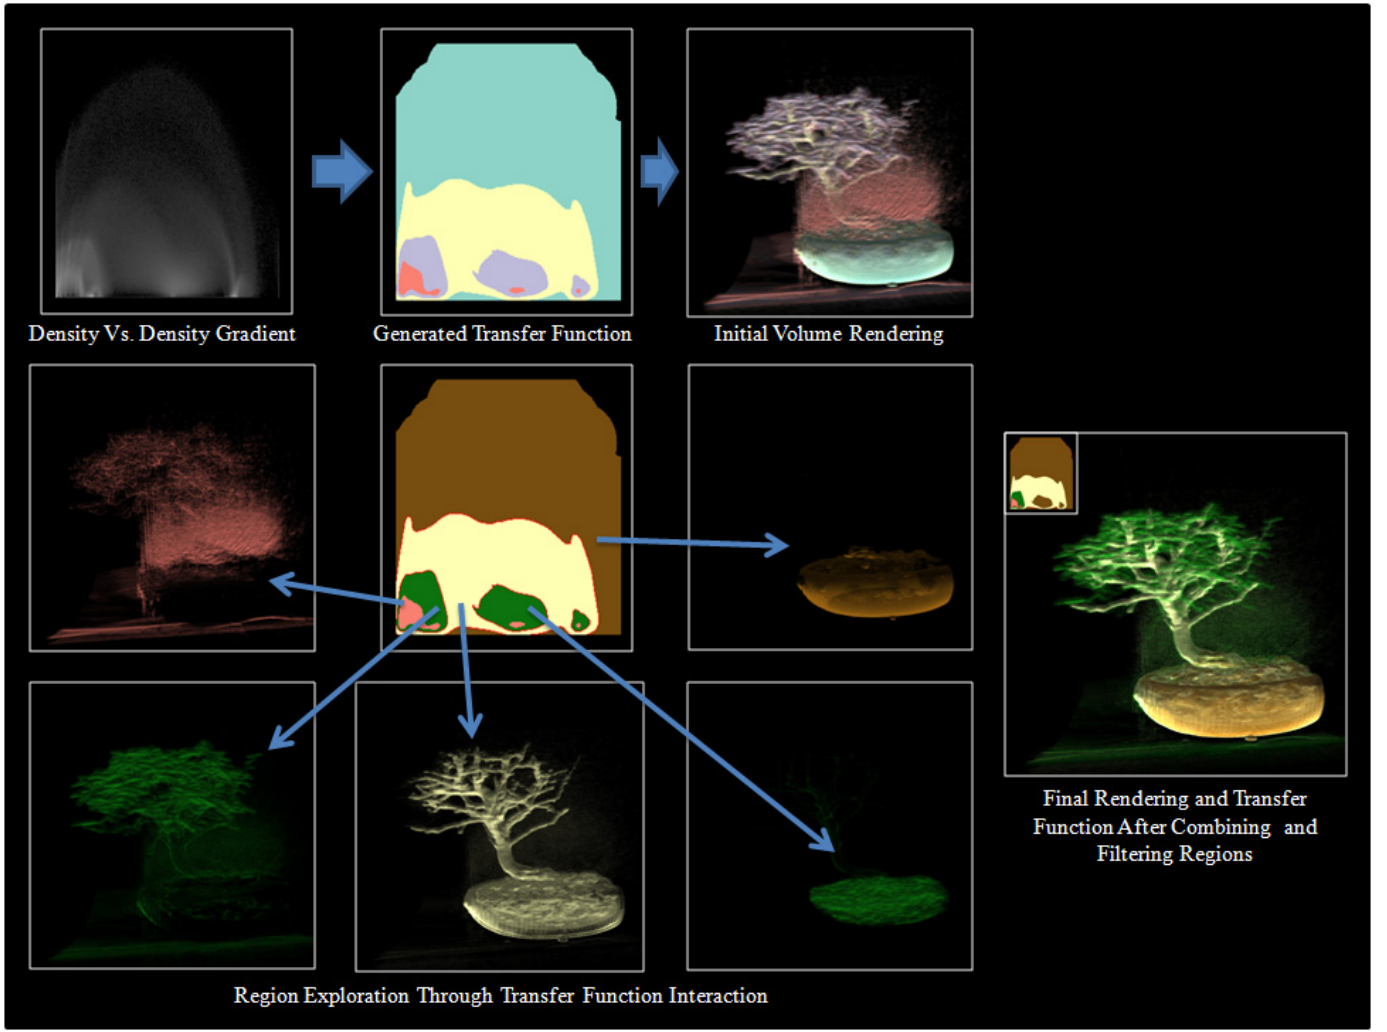 Density Vs. Density Gradient
Generated Transfer Function
Initial Volume Rendering
Final Rendering and Transfer
Function After Combining and
Filtering Regions
Region Exploration Through Transfer Function Interaction